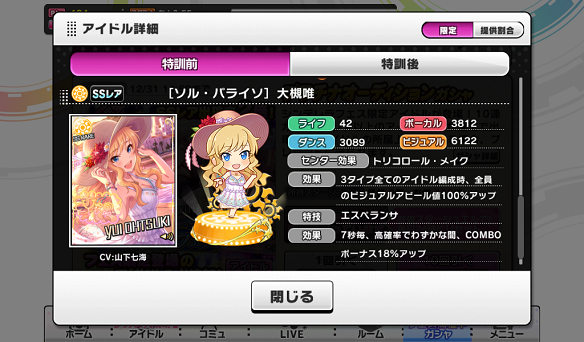 アイドル詳細
限定
提供割合
特訓前
特訓後
SSレア
[ソル・パライソ] 大槻唯
ライフ 42
ボーカル 3812
ダンス 3089
ビジュアル 6122
センター効果 トリコロール・メイク
効果 3タイプ全てのアイドル編成時、全員
のビジュアルアピール値100%アップ
特技 エスペランサ
効果 7秒毎、高確率でわずかな間、COMBO
ボーナス18%アップ
YUI OHTSUKI
CV:山下七海
閉じる
ホーム
アイドル
コミュ
LIVE
ルーム
ガシャ
メニュー